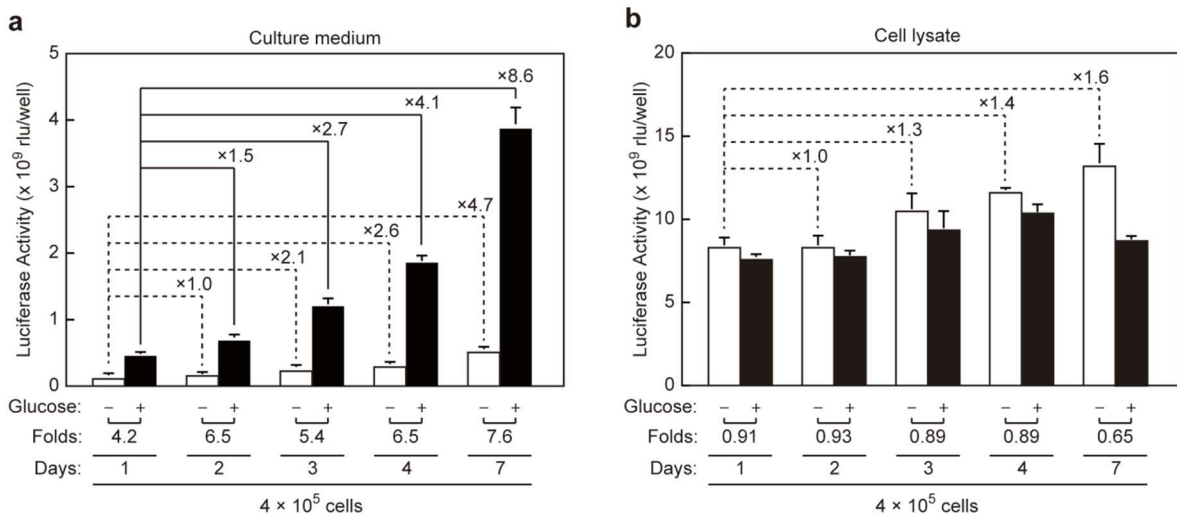 a
Culture medium
Luciferase Activity (x 10⁹ rlu/well)
5
4
3
2
1
0
×8.6
×4.1
×2.7
×1.5
×4.7
×2.6
×2.1
×1.0
Glucose: – + – + – + – + – +
Folds: 4.2 6.5 5.4 6.5 7.6
Days: 1 2 3 4 7
4 × 10⁵ cells
b
Cell lysate
Luciferase Activity (x 10⁹ rlu/well)
20
15
10
5
0
×1.6
×1.4
×1.3
×1.0
Glucose: – + – + – + – + – +
Folds: 0.91 0.93 0.89 0.89 0.65
Days: 1 2 3 4 7
4 × 10⁵ cells